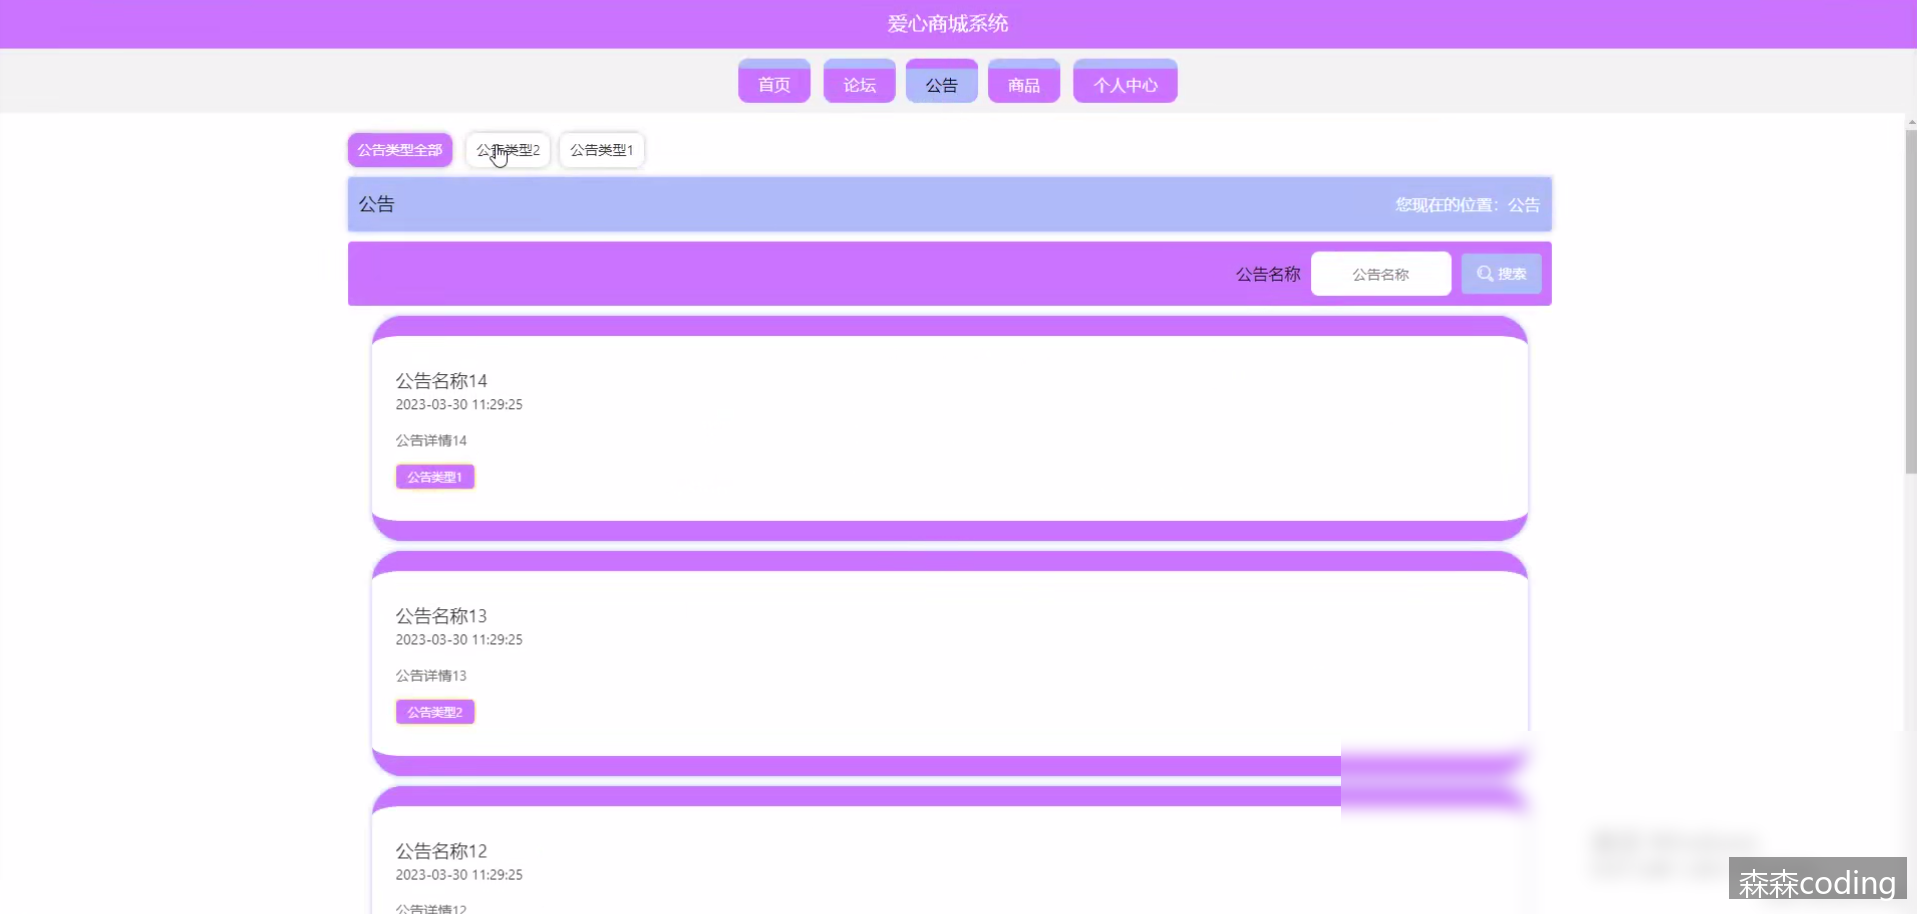 爱心商城系统
首页 论坛 公告 商品 个人中心
公告类型全部 公告类型2 公告类型1
公告 您现在的位置：公告
公告名称 公告名称 搜索
公告名称14
2023-03-30 11:29:25
公告详情14
公告类型1
公告名称13
2023-03-30 11:29:25
公告详情13
公告类型2
公告名称12
2023-03-30 11:29:25
公告详情12
森森coding